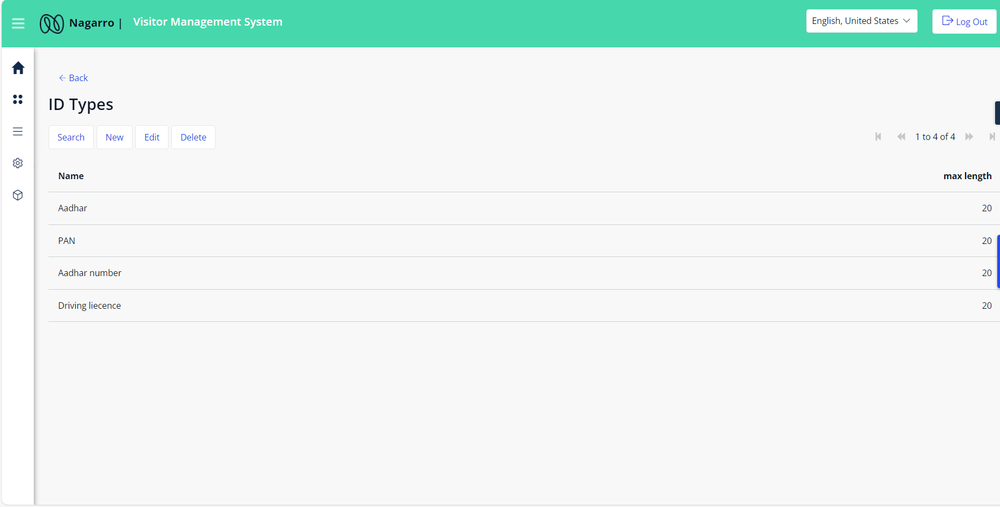 Nagarro | Visitor Management System English, United States Log Out
Back
ID Types
Search New Edit Delete 1 to 4 of 4
Name max length
Aadhar 20
PAN 20
Aadhar number 20
Driving liecence 20